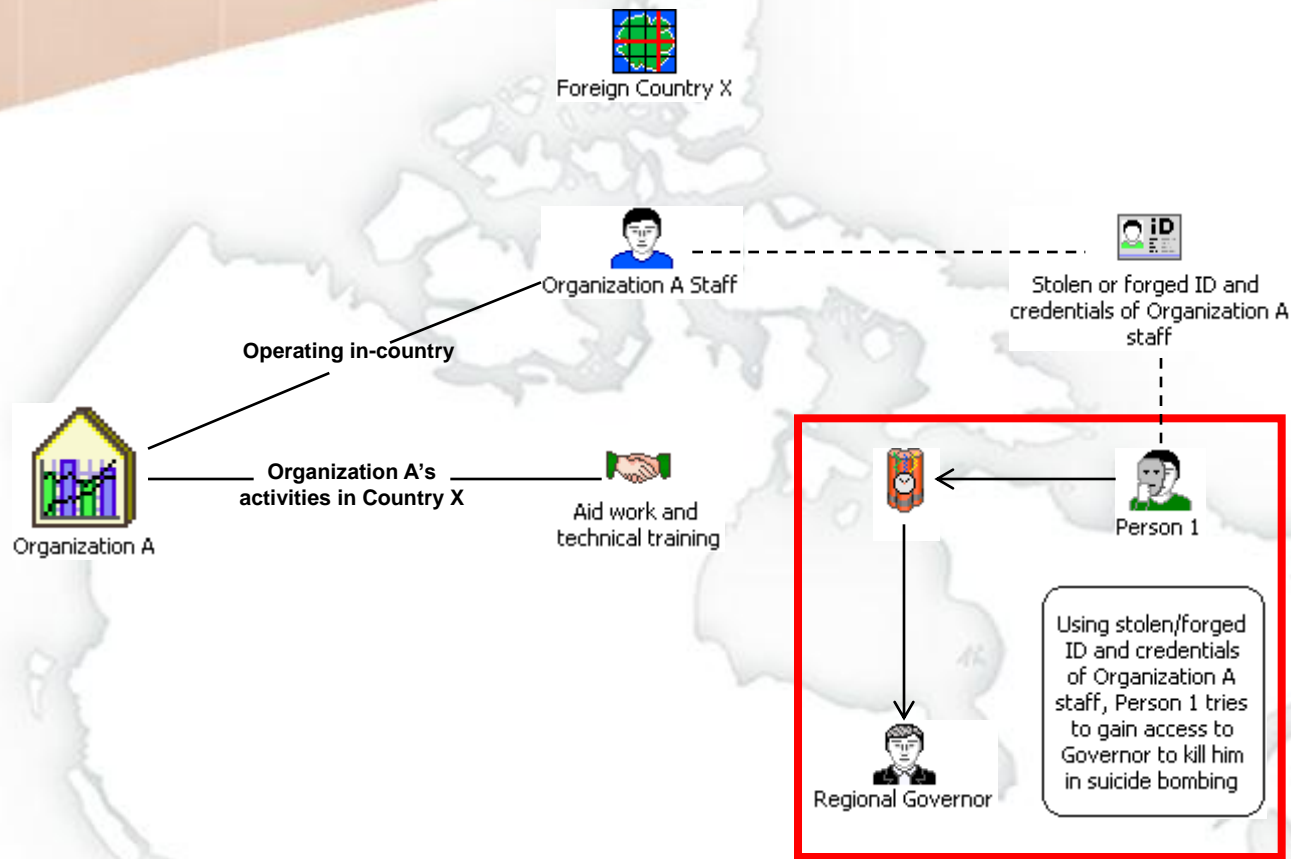 Foreign Country X
Organization A Staff
iD
Stolen or forged ID and
credentials of Organization A
staff
Operating in-country
Organization A's
activities in Country X
Organization A
Aid work and
technical training
Person 1
Using stolen/forged
ID and credentials
of Organization A
staff, Person 1 tries
to gain access to
Governor to kill him
in suicide bombing
Regional Governor